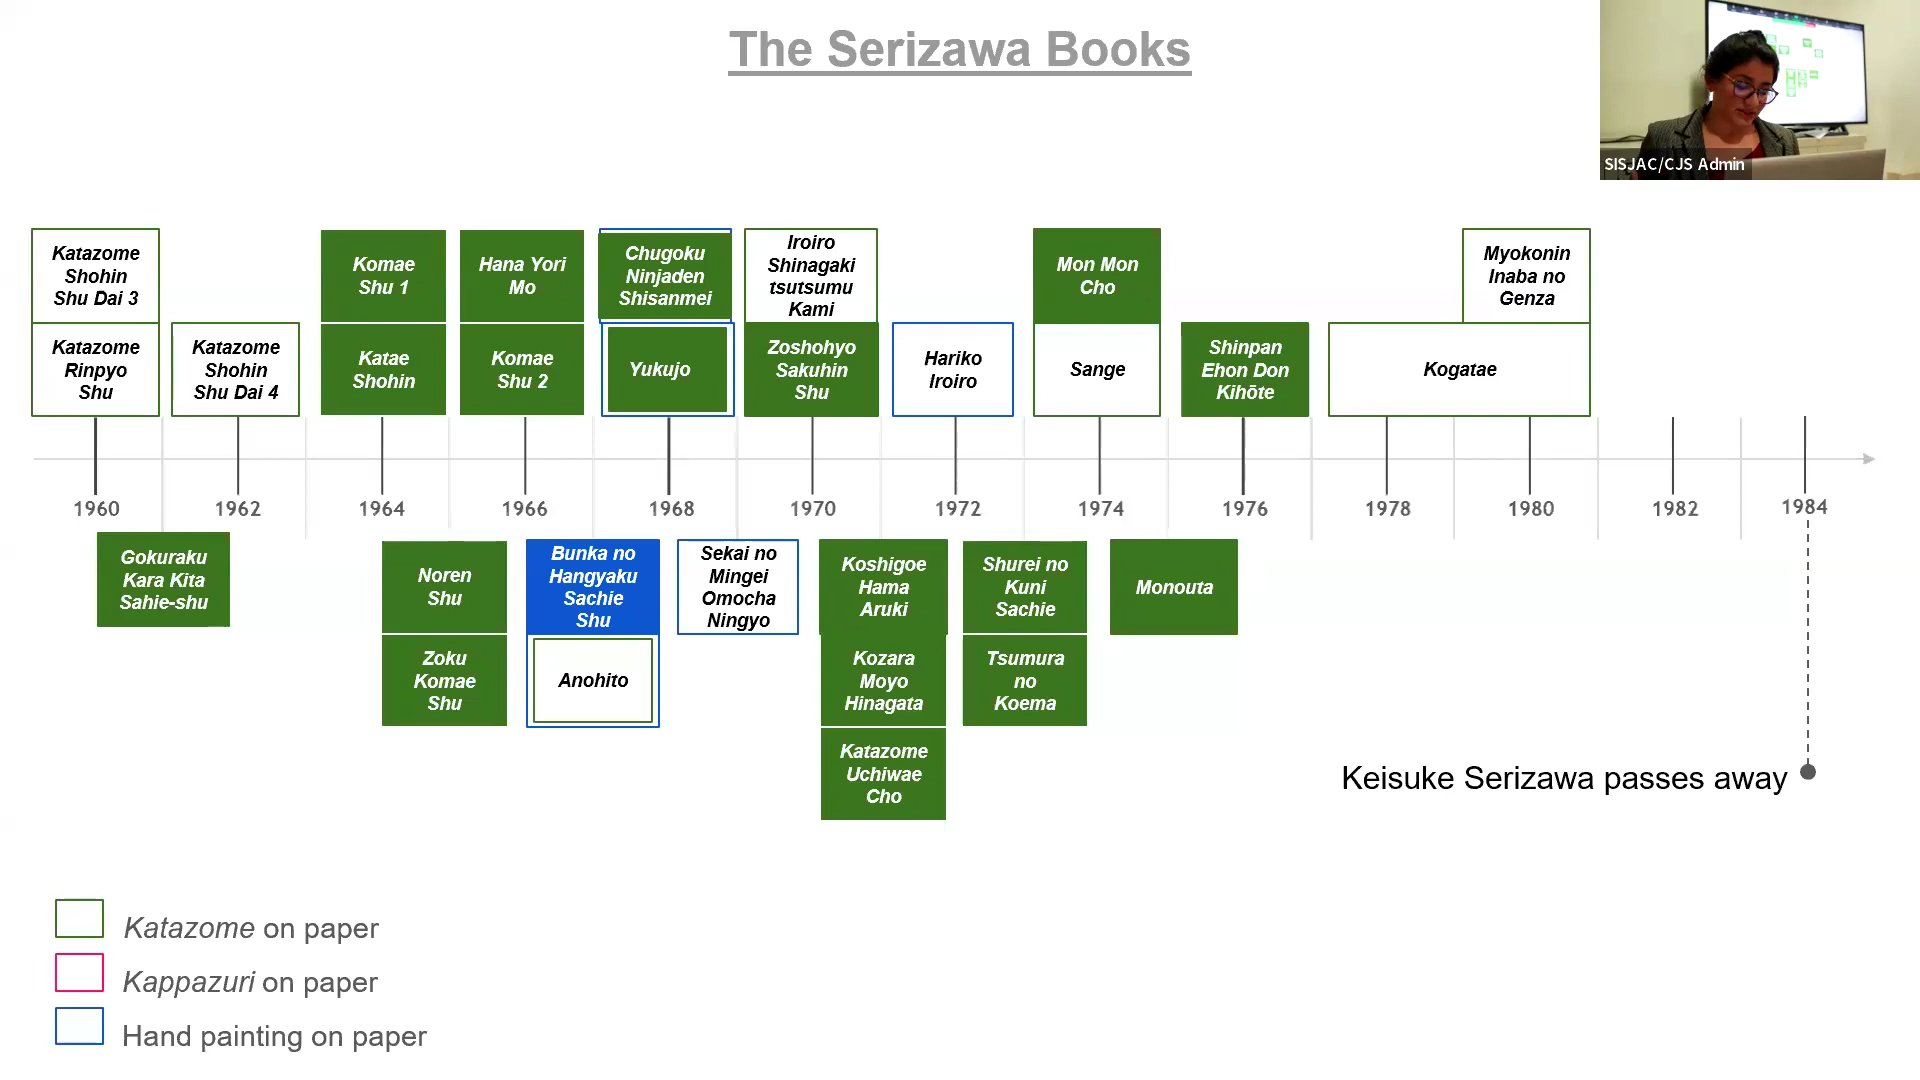 The Serizawa Books
SISJAC/CJS Admin
Katazome
Shohin
Shu Dai 3
Katazome
Rinpyo
Shu
Katazome
Shohin
Shu Dai 4
Komae
Shu 1
Katae
Shohin
Hana Yori
Mo
Komae
Shu 2
Chugoku
Ninjaden
Shisanmei
Yukujo
Iroiro
Shinagaki
tsutsumu
Kami
Zoshohyo
Sakuhin
Shu
Hariko
Iroiro
Mon Mon
Cho
Sange
Shinpan
Ehon Don
Kihōte
Myokonin
Inaba no
Genza
Kogatae
1960
1962
1964
1966
1968
1970
1972
1974
1976
1978
1980
1982
1984
Gokuraku
Kara Kita
Sahie-shu
Noren
Shu
Zoku
Komae
Shu
Bunka no
Hangyaku
Sachie
Shu
Anohito
Sekai no
Mingei
Omocha
Ningyo
Koshigoe
Hama
Aruki
Kozara
Moyo
Hinagata
Katazome
Uchiwae
Cho
Shurei no
Kuni
Sachie
Tsumura
no
Koema
Monouta
Keisuke Serizawa passes away
Katazome on paper
Kappazuri on paper
Hand painting on paper